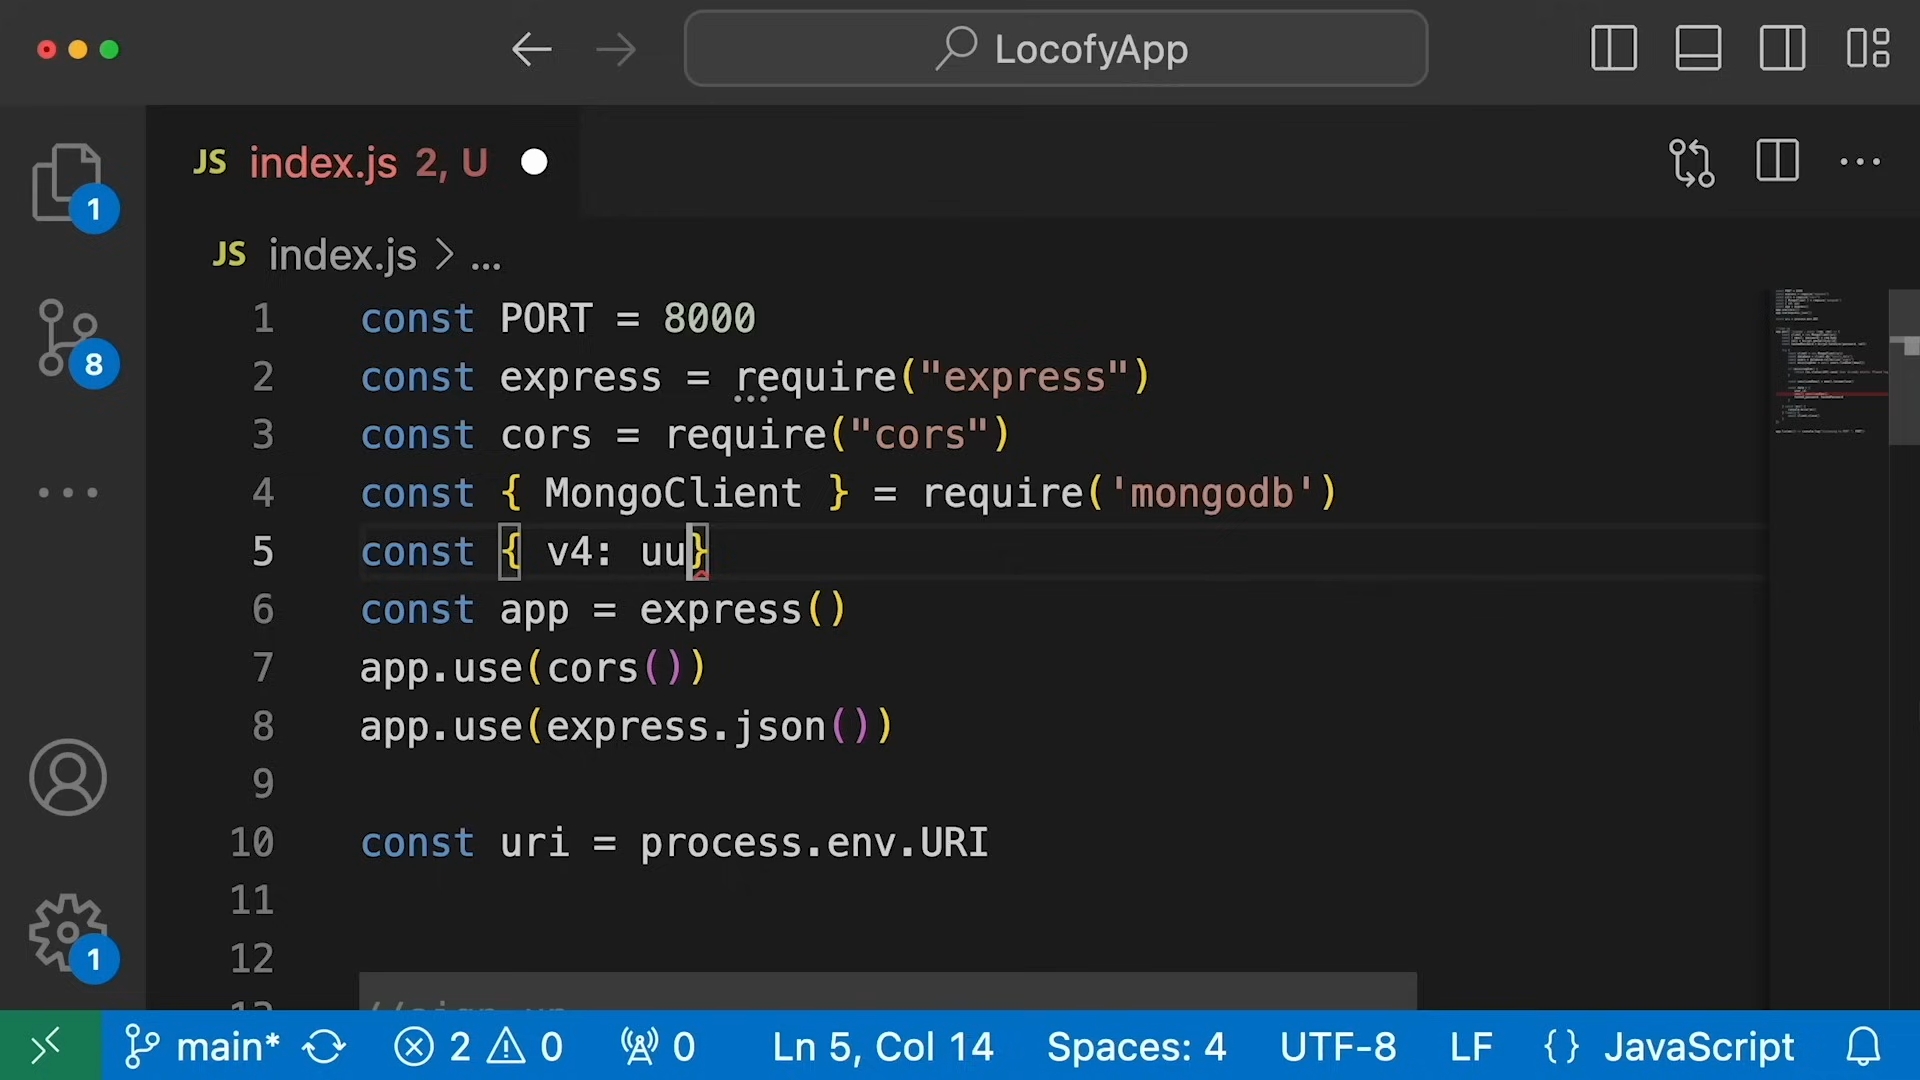 LocofyApp
JS index.js 2, U
1
JS index.js > ...
8
1 const PORT = 8000
2 const express = require("express")
3 const cors = require("cors")
4 const { MongoClient } = require('mongodb')
5 const { v4: uu}
6 const app = express()
7 app.use(cors())
8 app.use(express.json())
9
10 const uri = process.env.URI
11
12
1
13 //sign up
main* 2 0 0 Ln 5, Col 14 Spaces: 4 UTF-8 LF {} JavaScript